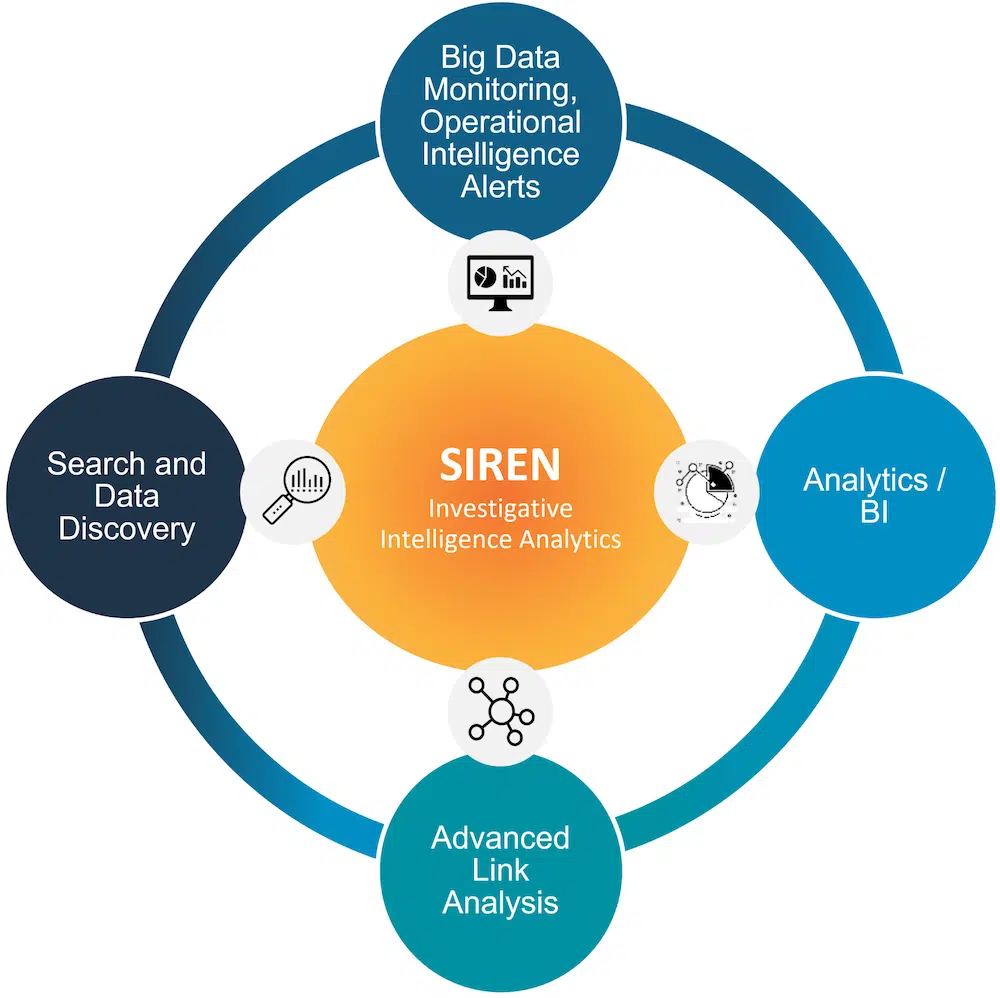 Big Data
Monitoring,
Operational
Intelligence
Alerts
Search and
Data
Discovery
SIREN
Investigative
Intelligence Analytics
Analytics /
BI
Advanced
Link
Analysis